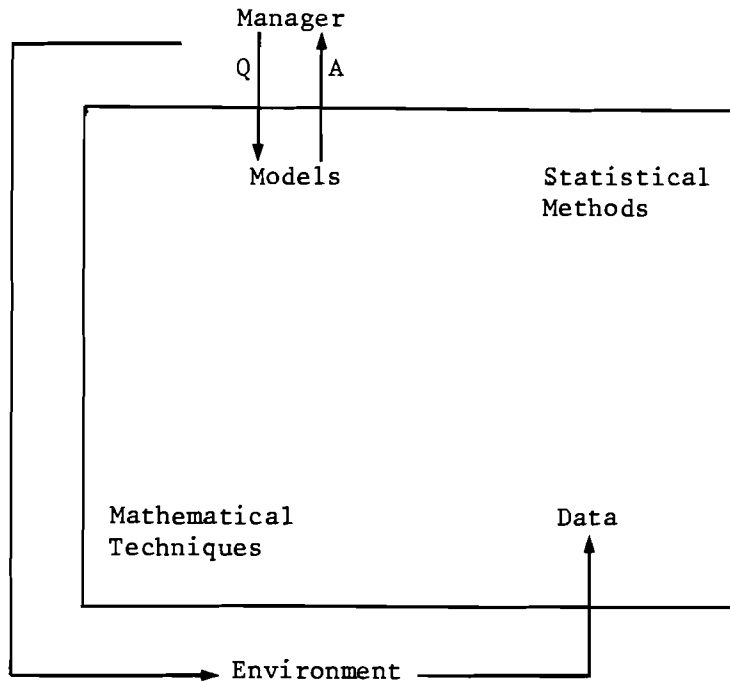 Manager
Q A
Models
Statistical
Methods
Mathematical
Techniques
Data
Environment